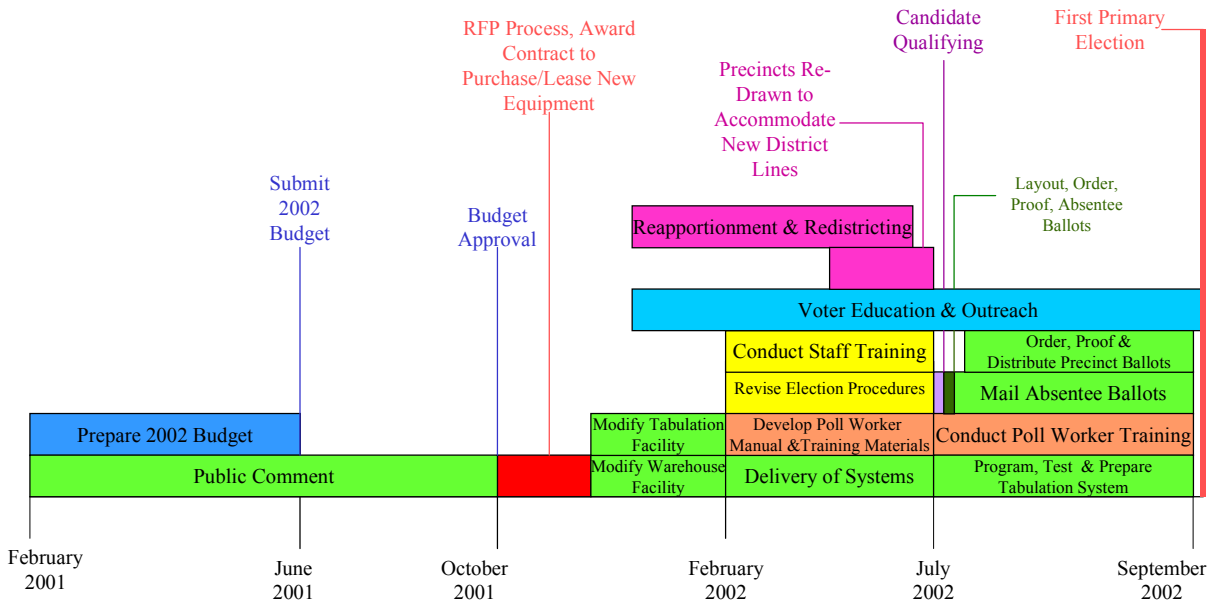 RFP Process, Award
Contract to
Purchase/Lease New
Equipment
Candidate
Qualifying
First Primary
Election
Precincts Re-
Drawn to
Accommodate
New District
Lines
Submit
2002
Budget
Budget
Approval
Layout, Order,
Proof, Absentee
Ballots
Reapportionment & Redistricting
Voter Education & Outreach
Conduct Staff Training
Order, Proof &
Distribute Precinct Ballots
Revise Election Procedures
Mail Absentee Ballots
Prepare 2002 Budget
Modify Tabulation
Facility
Develop Poll Worker
Manual &Training Materials
Conduct Poll Worker Training
Public Comment
Modify Warehouse
Facility
Delivery of Systems
Program, Test & Prepare
Tabulation System
February
2001
June
2001
October
2001
February
2002
July
2002
September
2002